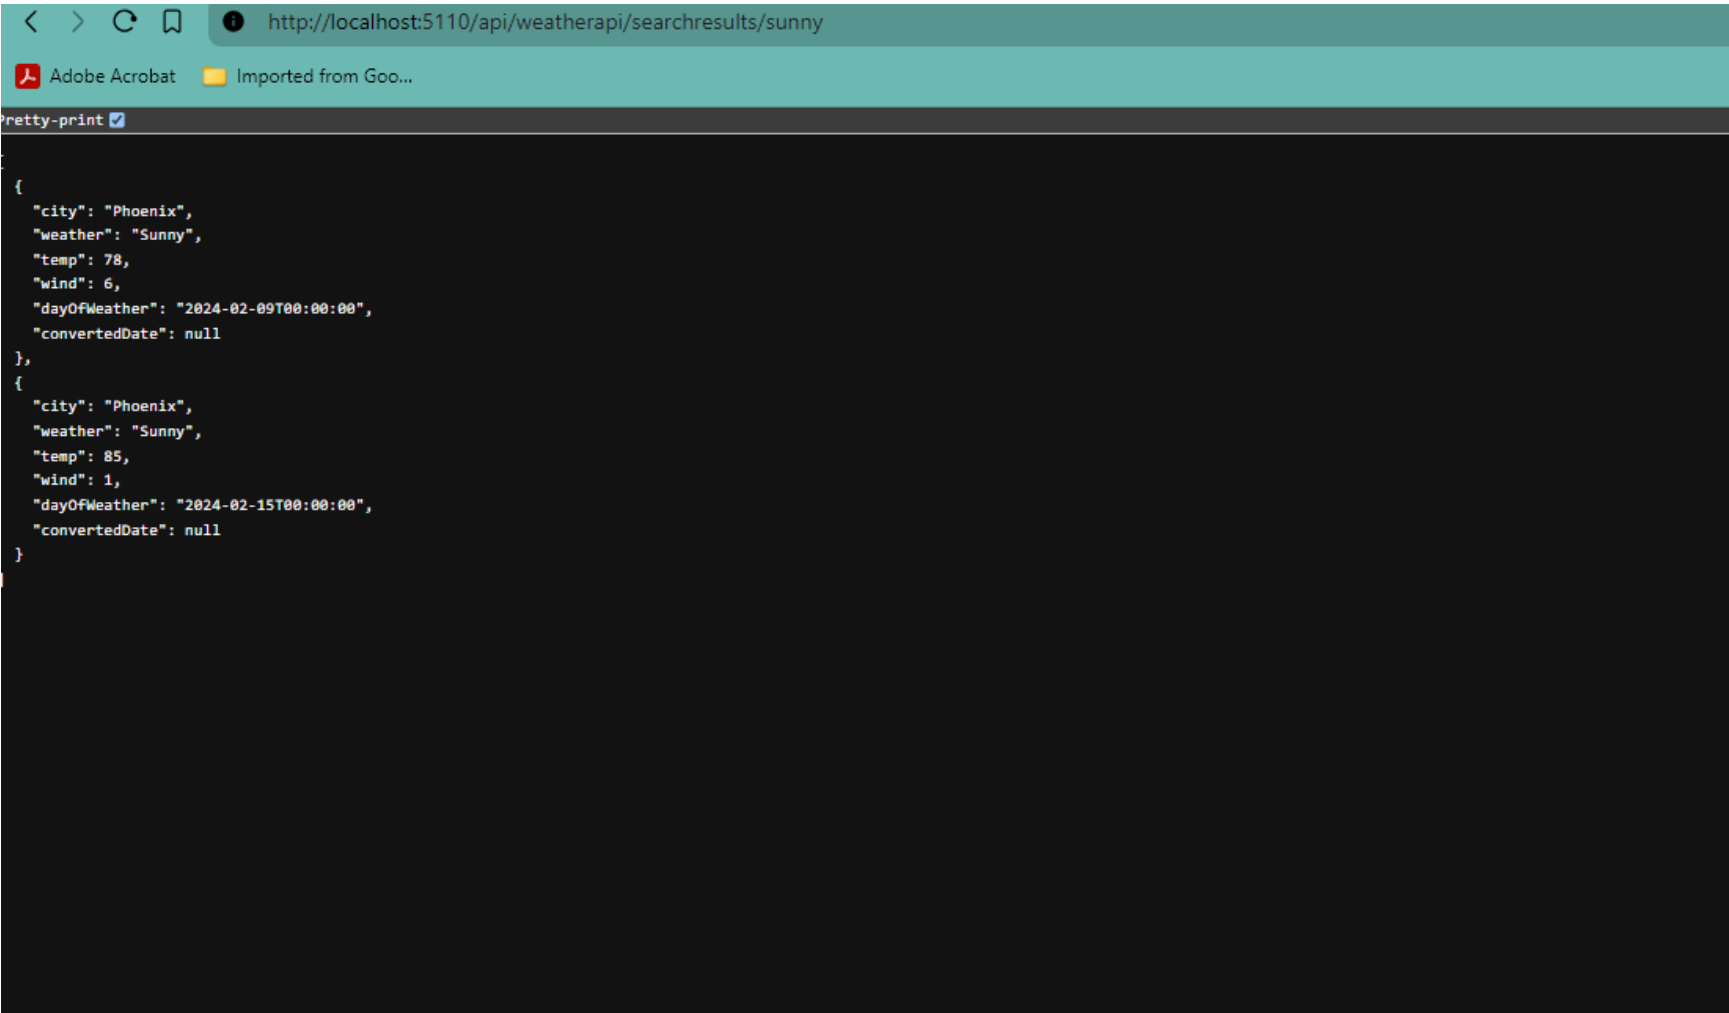 http://localhost:5110/api/weatherapi/searchresults/sunny
Adobe Acrobat Imported from Goo...
Pretty-print
[
{
"city": "Phoenix",
"weather": "Sunny",
"temp": 78,
"wind": 6,
"dayOfWeather": "2024-02-09T00:00:00",
"convertedDate": null
},
{
"city": "Phoenix",
"weather": "Sunny",
"temp": 85,
"wind": 1,
"dayOfWeather": "2024-02-15T00:00:00",
"convertedDate": null
}
]